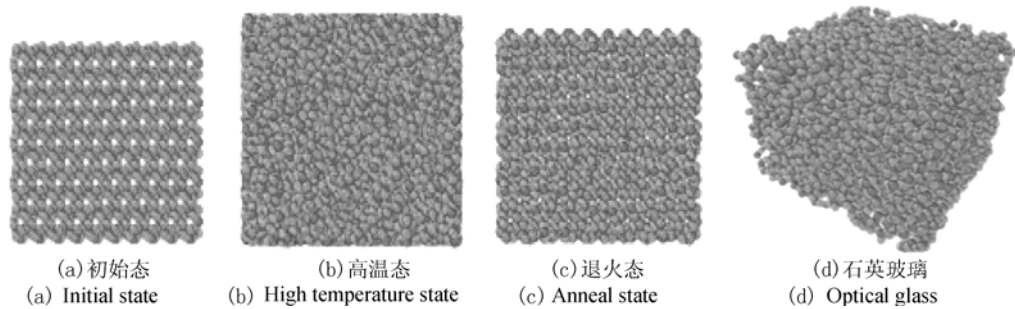 (a)初始态
(a) Initial state
(b)高温态
(b) High temperature state
(c)退火态
(c) Anneal state
(d)石英玻璃
(d) Optical glass